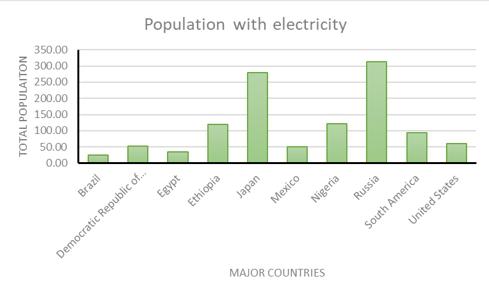 Population with electricity
TOTAL POPULAITON
350.00
300.00
250.00
200.00
150.00
100.00
50.00
0.00
Brazil
Democratic Republic of...
Egypt
Ethiopia
Japan
Mexico
Nigeria
Russia
South America
United States
MAJOR COUNTRIES